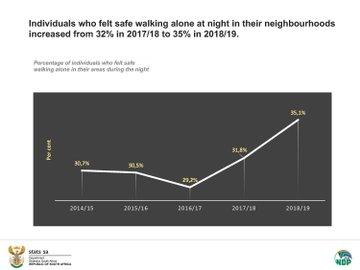 Individuals who felt safe walking alone at night in their neighbourhoods
increased from 32% in 2017/18 to 35% in 2018/19.
Percentage of individuals who felt safe
walking alone in their areas during the night
Per cent
30,7%
30,5%
29,2%
31,8%
35,1%
2014/15
2015/16
2016/17
2017/18
2018/19
stats sa
Department:
Statistics South Africa
REPUBLIC OF SOUTH AFRICA
NDP